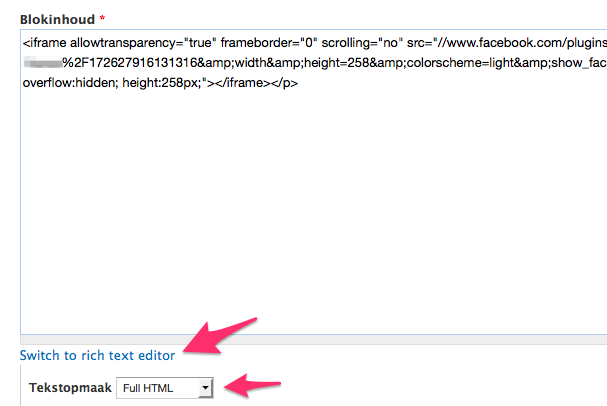 Blokinhoud *
<iframe allowtransparency="true" frameborder="0" scrolling="no" src="//www.facebook.com/plugins
%2F172627916131316&amp;width&amp;height=258&amp;colorscheme=light&amp;show_fac
overflow:hidden; height:258px;"></iframe></p>
Switch to rich text editor
Tekstopmaak Full HTML